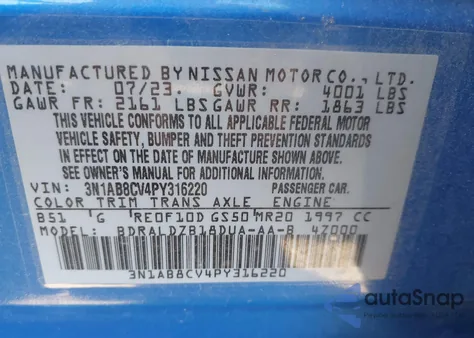 MANUFACTURED BY NISSAN MOTOR CO., LTD.
DATE: 07/23 GVWR: 4001 LBS
GAWR FR: 2161 LBS GAWR RR: 1863 LBS
THIS VEHICLE CONFORMS TO ALL APPLICABLE FEDERAL MOTOR
VEHICLE SAFETY, BUMPER AND THEFT PREVENTION STANDARDS
IN EFFECT ON THE DATE OF MANUFACTURE SHOWN ABOVE.
SEE OWNER'S MANUAL FOR ADDITIONAL INFORMATION.
VIN: 3N1AB8CV4PY316220 PASSENGER CAR.
COLOR TRIM TRANS AXLE ENGINE
B51 G RE0F10D GS50 MR20 1997 CC
MODEL: BDRALDZB18DUA-AA-B 47000
3N1AB8CV4PY316220
autoSnap